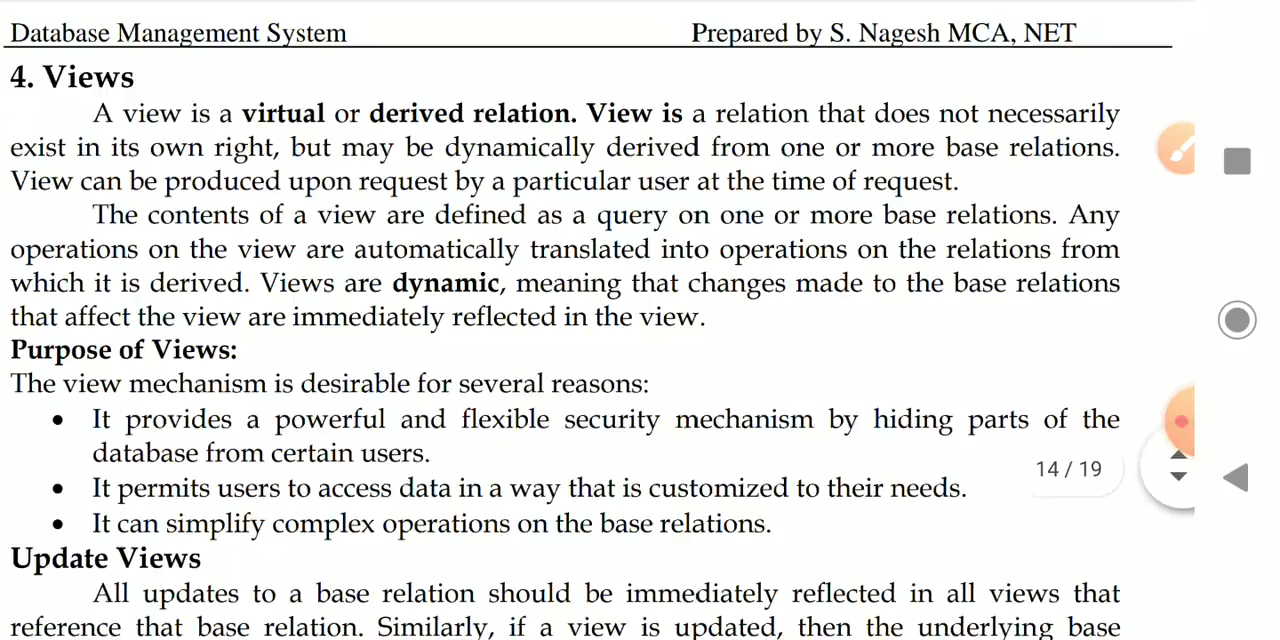 Database Management System Prepared by S. Nagesh MCA, NET
4. Views
A view is a virtual or derived relation. View is a relation that does not necessarily
exist in its own right, but may be dynamically derived from one or more base relations.
View can be produced upon request by a particular user at the time of request.
The contents of a view are defined as a query on one or more base relations. Any
operations on the view are automatically translated into operations on the relations from
which it is derived. Views are dynamic, meaning that changes made to the base relations
that affect the view are immediately reflected in the view.
Purpose of Views:
The view mechanism is desirable for several reasons:
• It provides a powerful and flexible security mechanism by hiding parts of the
database from certain users.
14 / 19
• It permits users to access data in a way that is customized to their needs.
• It can simplify complex operations on the base relations.
Update Views
All updates to a base relation should be immediately reflected in all views that
reference that base relation. Similarly, if a view is updated, then the underlying base